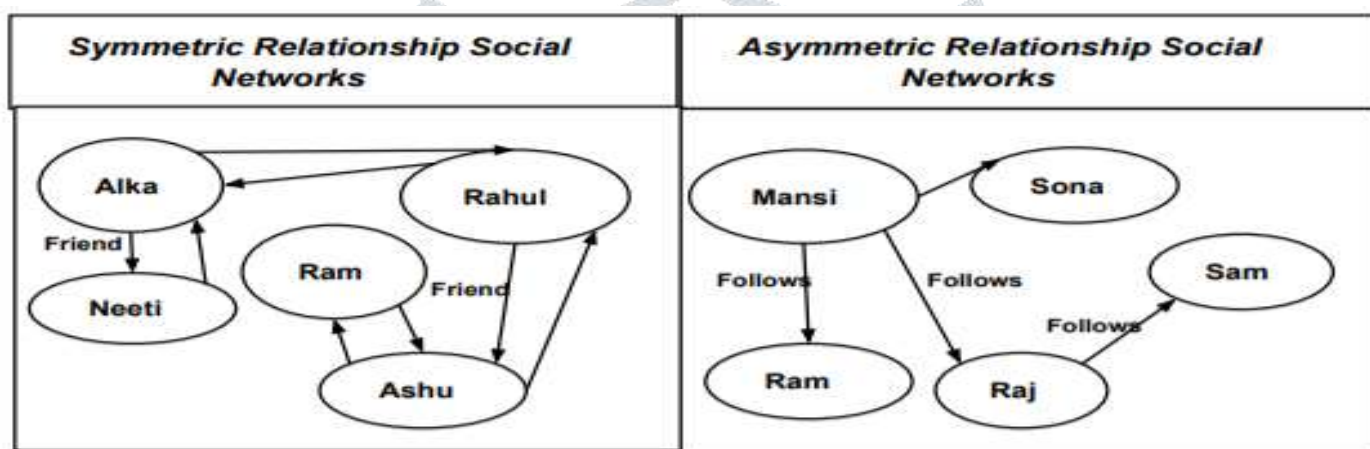 Symmetric Relationship Social
Networks
Asymmetric Relationship Social
Networks
Alka
Rahul
Friend
Ram
Friend
Neeti
Ashu
Mansi
Sona
Follows
Follows
Sam
Follows
Ram
Raj